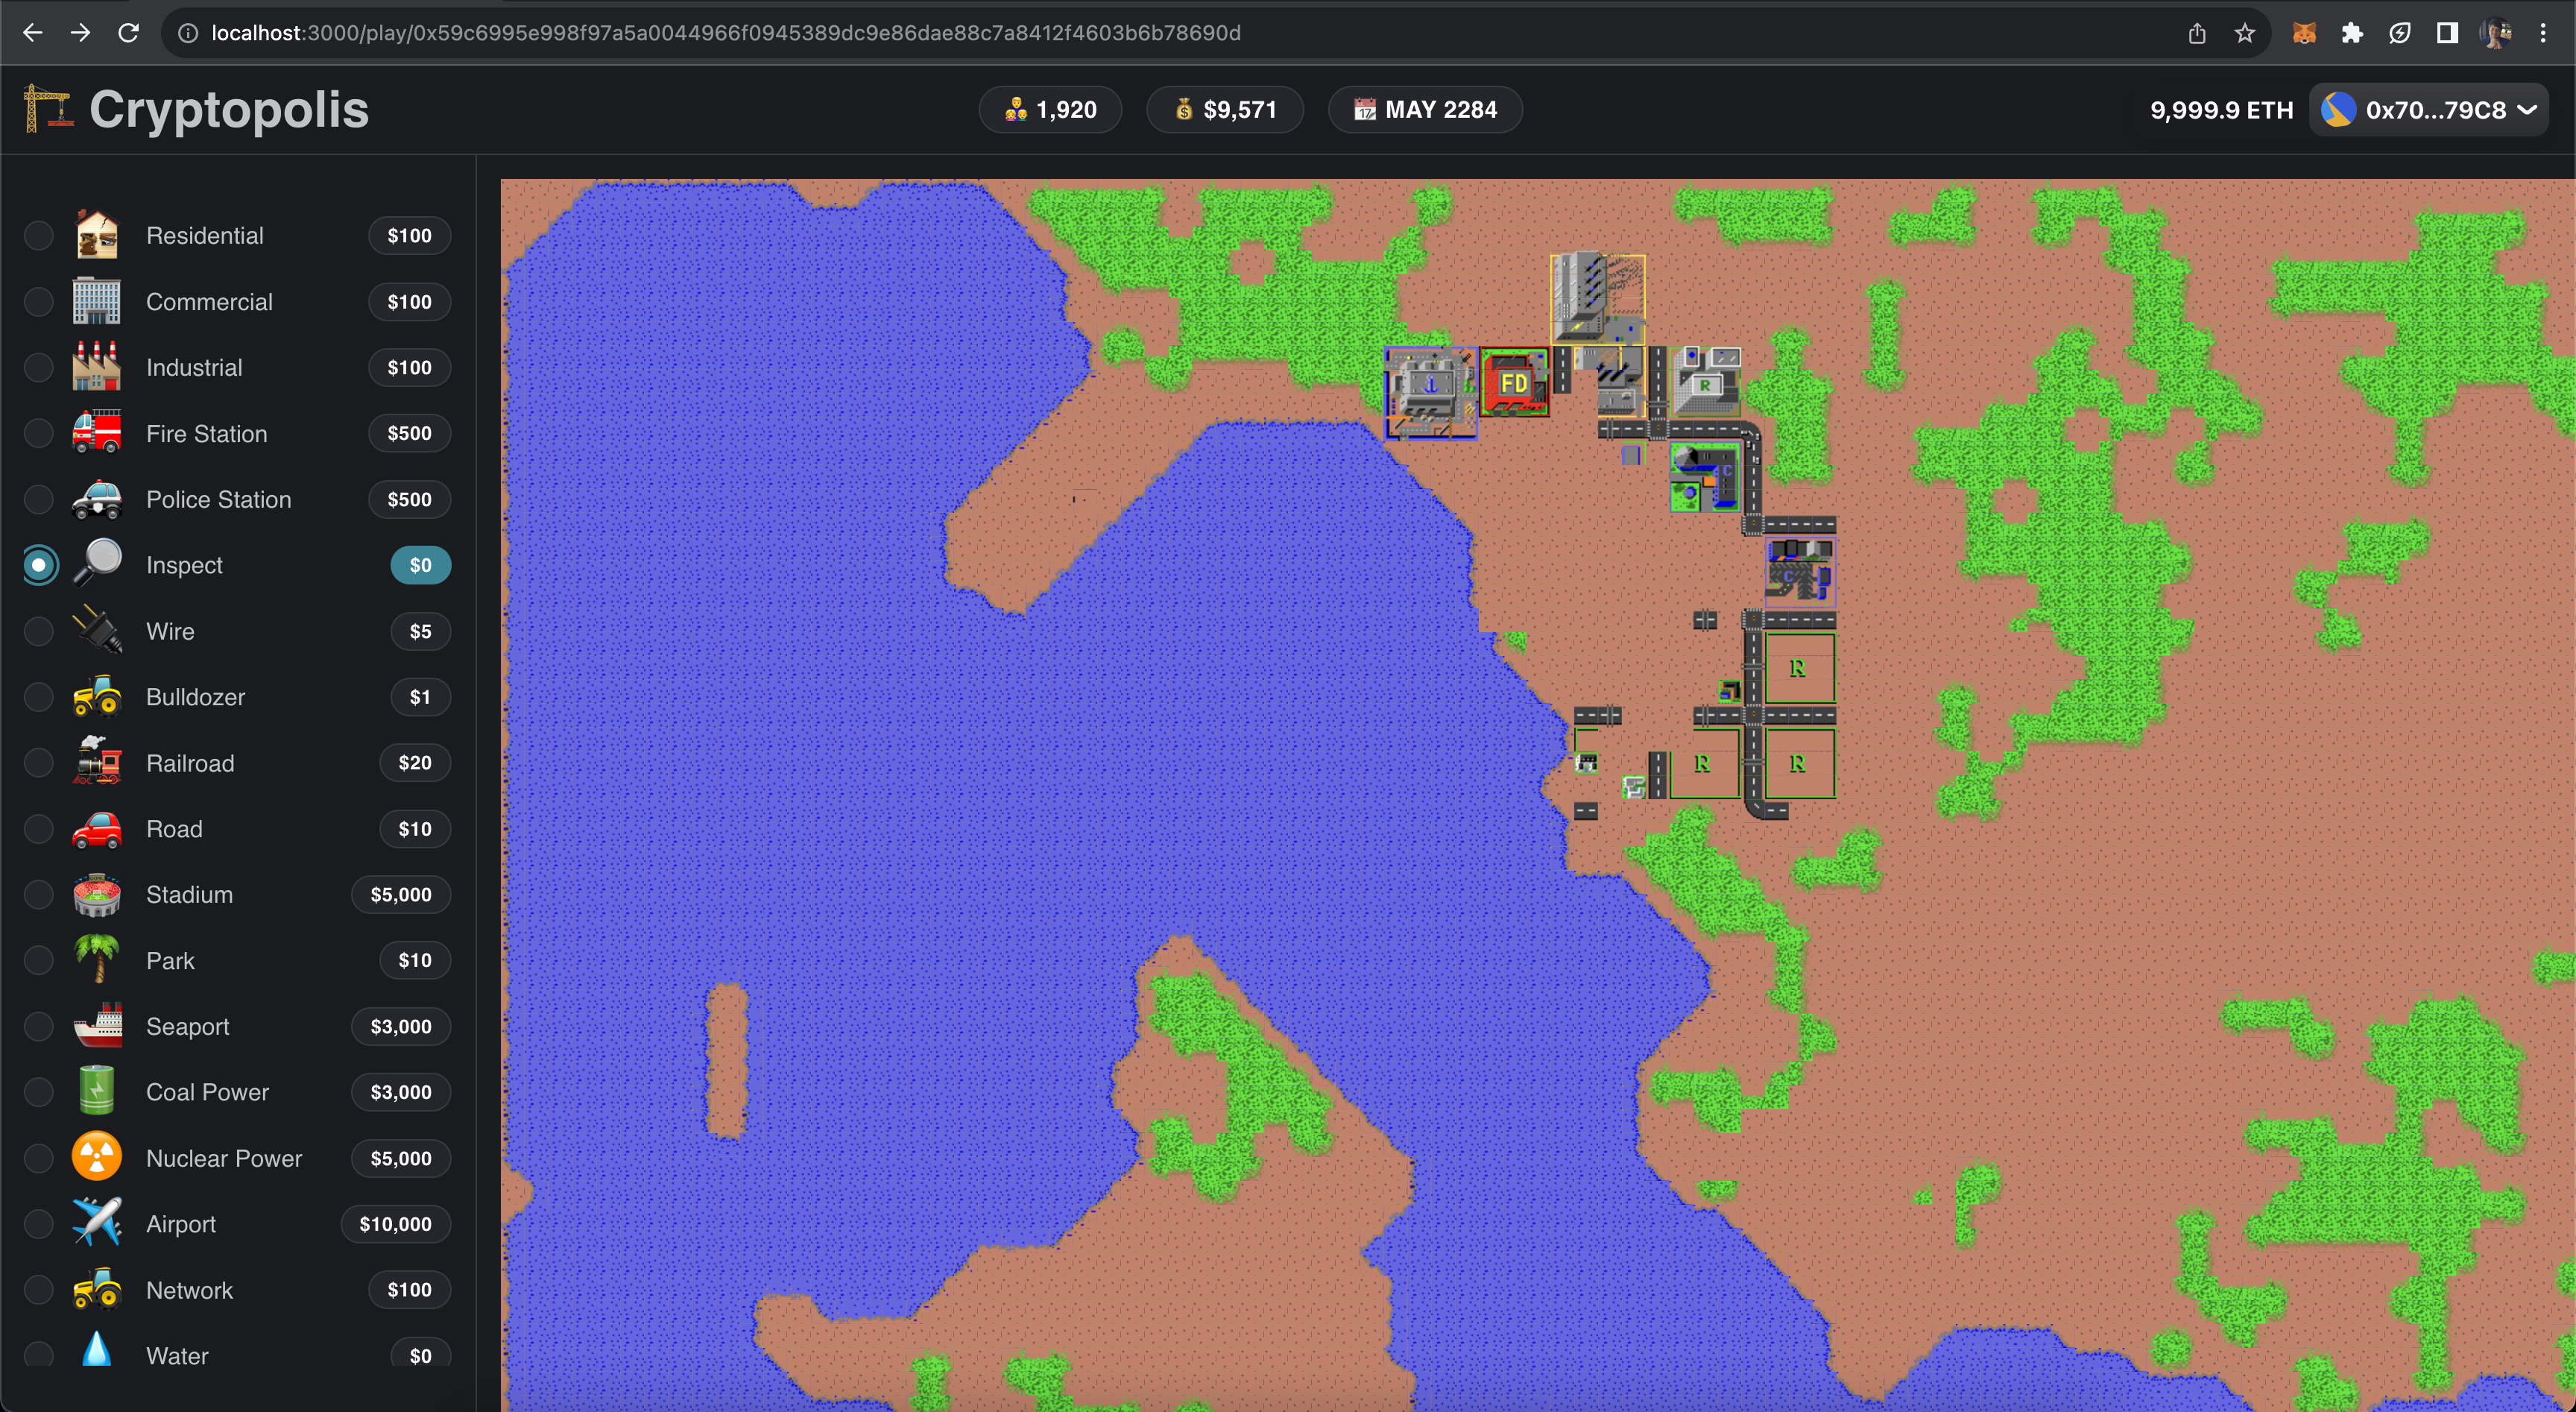 localhost:3000/play/0x59c6995e998f97a5a0044966f0945389dc9e86dae88c7a8412f4603b6b78690d
Cryptopolis
1,920
$9,571
17
MAY 2284
9,999.9 ETH
0x70...79C8
Residential $100
Commercial $100
Industrial $100
Fire Station $500
Police Station $500
Inspect $0
Wire $5
Bulldozer $1
Railroad $20
Road $10
Stadium $5,000
Park $10
Seaport $3,000
Coal Power $3,000
Nuclear Power $5,000
Airport $10,000
Network $100
Water $0
FD
R
C
C
R
R
R